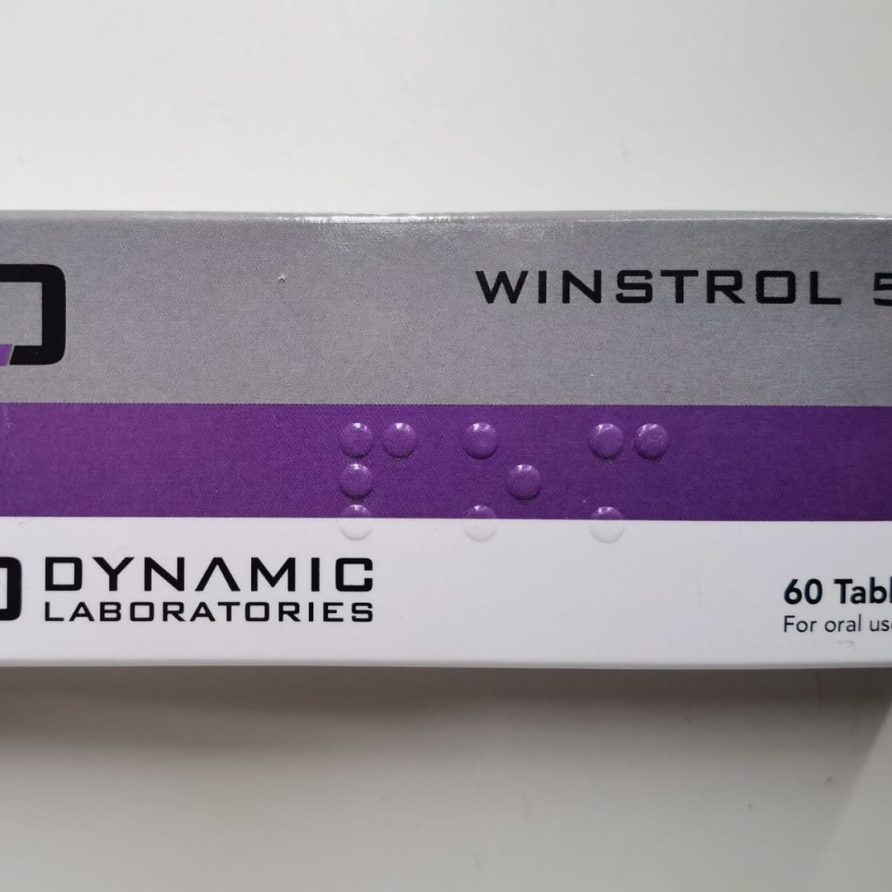 WINSTROL 5
⠏⠕⠍
DYNAMIC
LABORATORIES
60 Tabl
For oral us